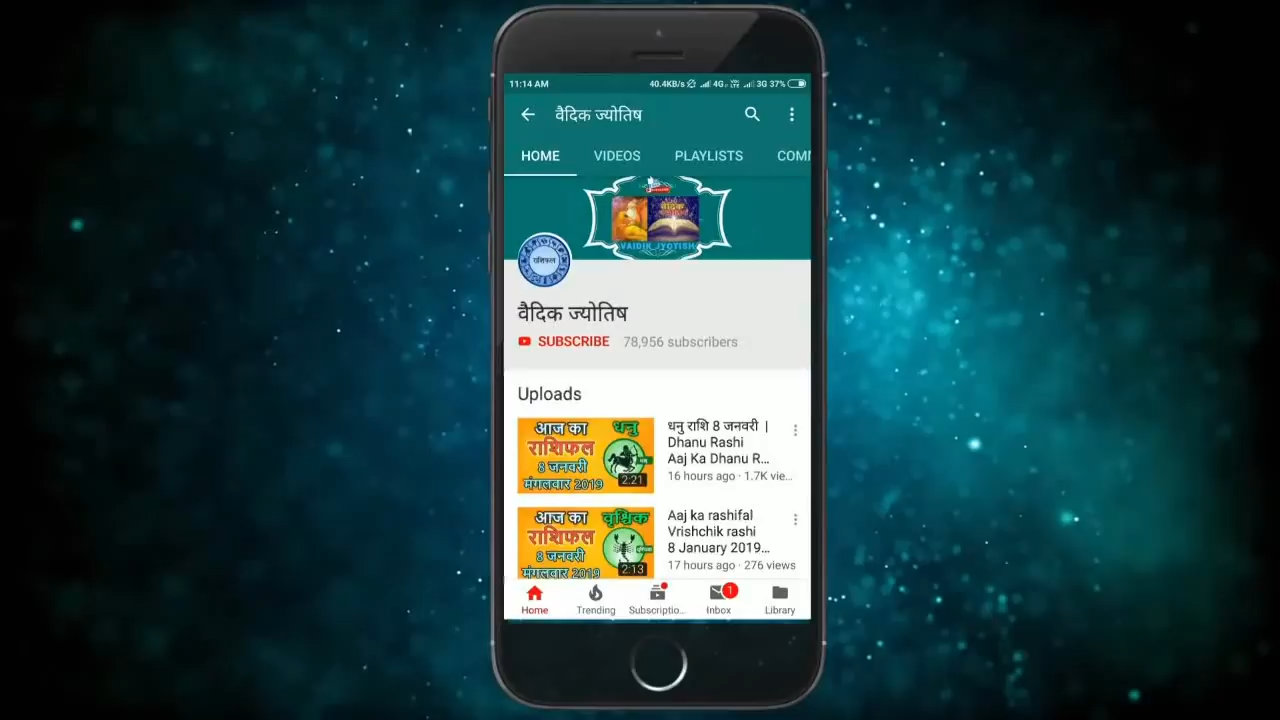 11:14 AM 40.4KB/s 4G 3G 37%
वैदिक ज्योतिष
HOME VIDEOS PLAYLISTS COM
वैदिक
VAIDIK JYOTISH
राशिफल
वैदिक ज्योतिष
SUBSCRIBE 78,956 subscribers
Uploads
आज का धनु
राशिफल
8 जनवरी
मंगलवार 2019 2:21
धनु राशि 8 जनवरी |
Dhanu Rashi
Aaj Ka Dhanu R...
16 hours ago · 1.7K vie...
आज का वृश्चिक
राशिफल
8 जनवरी
मंगलवार 2019 2:13
Aaj ka rashifal
Vrishchik rashi
8 January 2019...
17 hours ago · 276 views
1
Home Trending Subscriptio... Inbox Library